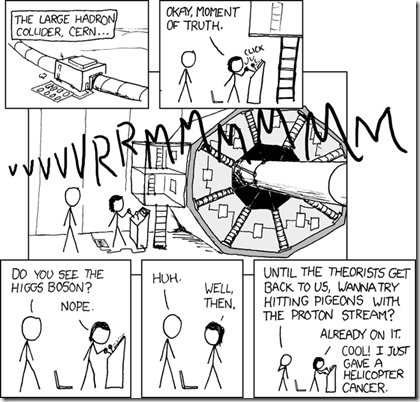 THE LARGE HADRON
COLLIDER, CERN...
OKAY, MOMENT
OF TRUTH.
CLICK
VVVVVRRMMMMMMM
DO YOU SEE THE
HIGGS BOSON?
NOPE.
HUH.
WELL,
THEN,
UNTIL THE THEORISTS GET
BACK TO US, WANNA TRY
HITTING PIGEONS WITH
THE PROTON STREAM?
ALREADY ON IT.
COOL! I JUST
GAVE A
HELICOPTER
CANCER.